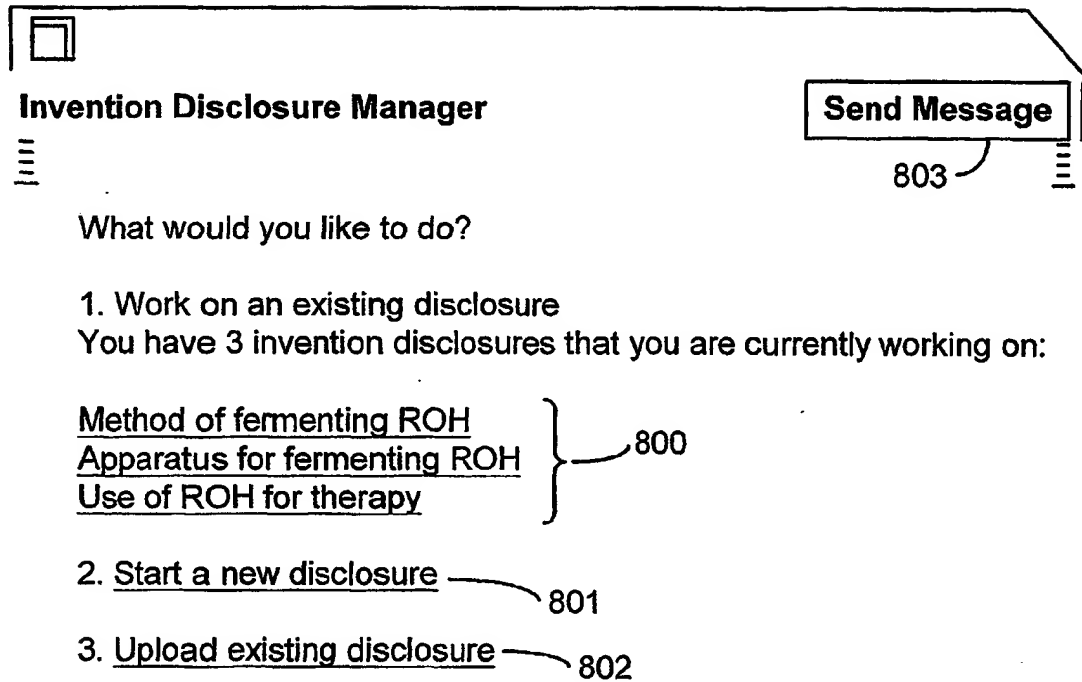 Invention Disclosure Manager
Send Message
803
What would you like to do?
1. Work on an existing disclosure
You have 3 invention disclosures that you are currently working on:
Method of fermenting ROH
Apparatus for fermenting ROH
Use of ROH for therapy
800
2. Start a new disclosure
801
3. Upload existing disclosure
802